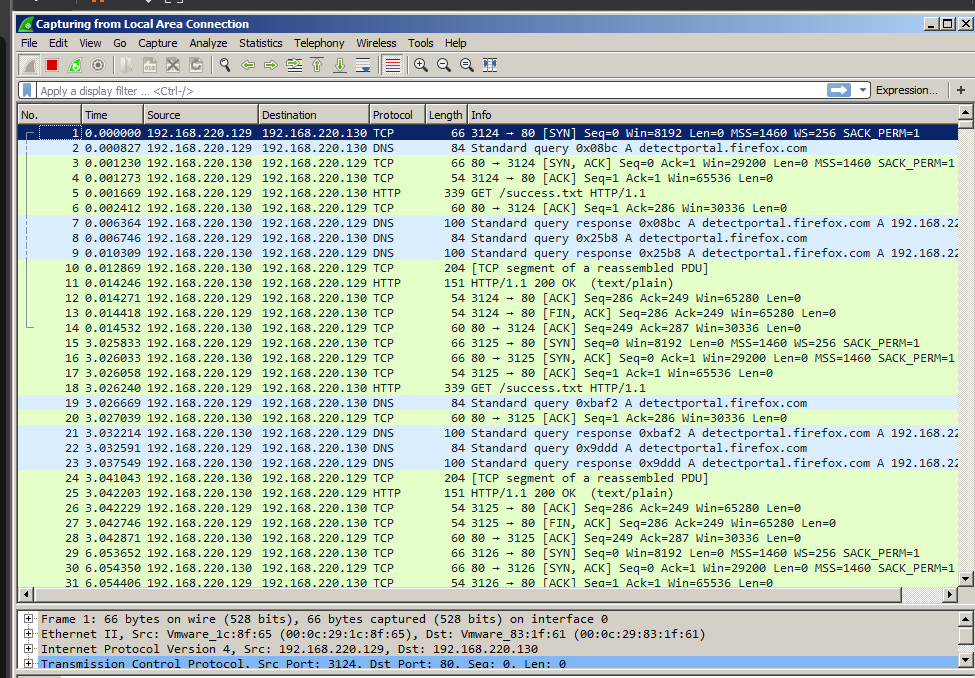 Capturing from Local Area Connection
File Edit View Go Capture Analyze Statistics Telephony Wireless Tools Help
Apply a display filter ... <Ctrl-/> Expression... +
No. Time Source Destination Protocol Length Info
1 0.000000 192.168.220.129 192.168.220.130 TCP 66 3124 → 80 [SYN] Seq=0 Win=8192 Len=0 MSS=1460 WS=256 SACK_PERM=1
2 0.000827 192.168.220.129 192.168.220.130 DNS 84 Standard query 0x08bc A detectportal.firefox.com
3 0.001230 192.168.220.130 192.168.220.129 TCP 66 80 → 3124 [SYN, ACK] Seq=0 Ack=1 Win=29200 Len=0 MSS=1460 SACK_PERM=1
4 0.001273 192.168.220.129 192.168.220.130 TCP 54 3124 → 80 [ACK] Seq=1 Ack=1 Win=65536 Len=0
5 0.001669 192.168.220.129 192.168.220.130 HTTP 339 GET /success.txt HTTP/1.1
6 0.002412 192.168.220.130 192.168.220.129 TCP 60 80 → 3124 [ACK] Seq=1 Ack=286 Win=30336 Len=0
7 0.006364 192.168.220.130 192.168.220.129 DNS 100 Standard query response 0x08bc A detectportal.firefox.com A 192.168.22
8 0.006746 192.168.220.129 192.168.220.130 DNS 84 Standard query 0x25b8 A detectportal.firefox.com
9 0.010309 192.168.220.130 192.168.220.129 DNS 100 Standard query response 0x25b8 A detectportal.firefox.com A 192.168.22
10 0.012869 192.168.220.130 192.168.220.129 TCP 204 [TCP segment of a reassembled PDU]
11 0.014246 192.168.220.130 192.168.220.129 HTTP 151 HTTP/1.1 200 OK (text/plain)
12 0.014271 192.168.220.129 192.168.220.130 TCP 54 3124 → 80 [ACK] Seq=286 Ack=249 Win=65280 Len=0
13 0.014418 192.168.220.129 192.168.220.130 TCP 54 3124 → 80 [FIN, ACK] Seq=286 Ack=249 Win=65280 Len=0
14 0.014532 192.168.220.130 192.168.220.129 TCP 60 80 → 3124 [ACK] Seq=249 Ack=287 Win=30336 Len=0
15 3.025833 192.168.220.129 192.168.220.130 TCP 66 3125 → 80 [SYN] Seq=0 Win=8192 Len=0 MSS=1460 WS=256 SACK_PERM=1
16 3.026033 192.168.220.130 192.168.220.129 TCP 66 80 → 3125 [SYN, ACK] Seq=0 Ack=1 Win=29200 Len=0 MSS=1460 SACK_PERM=1
17 3.026058 192.168.220.129 192.168.220.130 TCP 54 3125 → 80 [ACK] Seq=1 Ack=1 Win=65536 Len=0
18 3.026240 192.168.220.129 192.168.220.130 HTTP 339 GET /success.txt HTTP/1.1
19 3.026669 192.168.220.129 192.168.220.130 DNS 84 Standard query 0xbaf2 A detectportal.firefox.com
20 3.027039 192.168.220.130 192.168.220.129 TCP 60 80 → 3125 [ACK] Seq=1 Ack=286 Win=30336 Len=0
21 3.032214 192.168.220.130 192.168.220.129 DNS 100 Standard query response 0xbaf2 A detectportal.firefox.com A 192.168.22
22 3.032591 192.168.220.129 192.168.220.130 DNS 84 Standard query 0x9ddd A detectportal.firefox.com
23 3.037549 192.168.220.130 192.168.220.129 DNS 100 Standard query response 0x9ddd A detectportal.firefox.com A 192.168.22
24 3.041043 192.168.220.130 192.168.220.129 TCP 204 [TCP segment of a reassembled PDU]
25 3.042203 192.168.220.130 192.168.220.129 HTTP 151 HTTP/1.1 200 OK (text/plain)
26 3.042229 192.168.220.129 192.168.220.130 TCP 54 3125 → 80 [ACK] Seq=286 Ack=249 Win=65280 Len=0
27 3.042746 192.168.220.129 192.168.220.130 TCP 54 3125 → 80 [FIN, ACK] Seq=286 Ack=249 Win=65280 Len=0
28 3.042871 192.168.220.130 192.168.220.129 TCP 60 80 → 3125 [ACK] Seq=249 Ack=287 Win=30336 Len=0
29 6.053652 192.168.220.129 192.168.220.130 TCP 66 3126 → 80 [SYN] Seq=0 Win=8192 Len=0 MSS=1460 WS=256 SACK_PERM=1
30 6.054350 192.168.220.130 192.168.220.129 TCP 66 80 → 3126 [SYN, ACK] Seq=0 Ack=1 Win=29200 Len=0 MSS=1460 SACK_PERM=1
31 6.054406 192.168.220.129 192.168.220.130 TCP 54 3126 → 80 [ACK] Seq=1 Ack=1 Win=65536 Len=0
Frame 1: 66 bytes on wire (528 bits), 66 bytes captured (528 bits) on interface 0
Ethernet II, Src: Vmware_1c:8f:65 (00:0c:29:1c:8f:65), Dst: Vmware_83:1f:61 (00:0c:29:83:1f:61)
Internet Protocol Version 4, Src: 192.168.220.129, Dst: 192.168.220.130
Transmission Control Protocol, Src Port: 3124, Dst Port: 80, Seq: 0, Len: 0